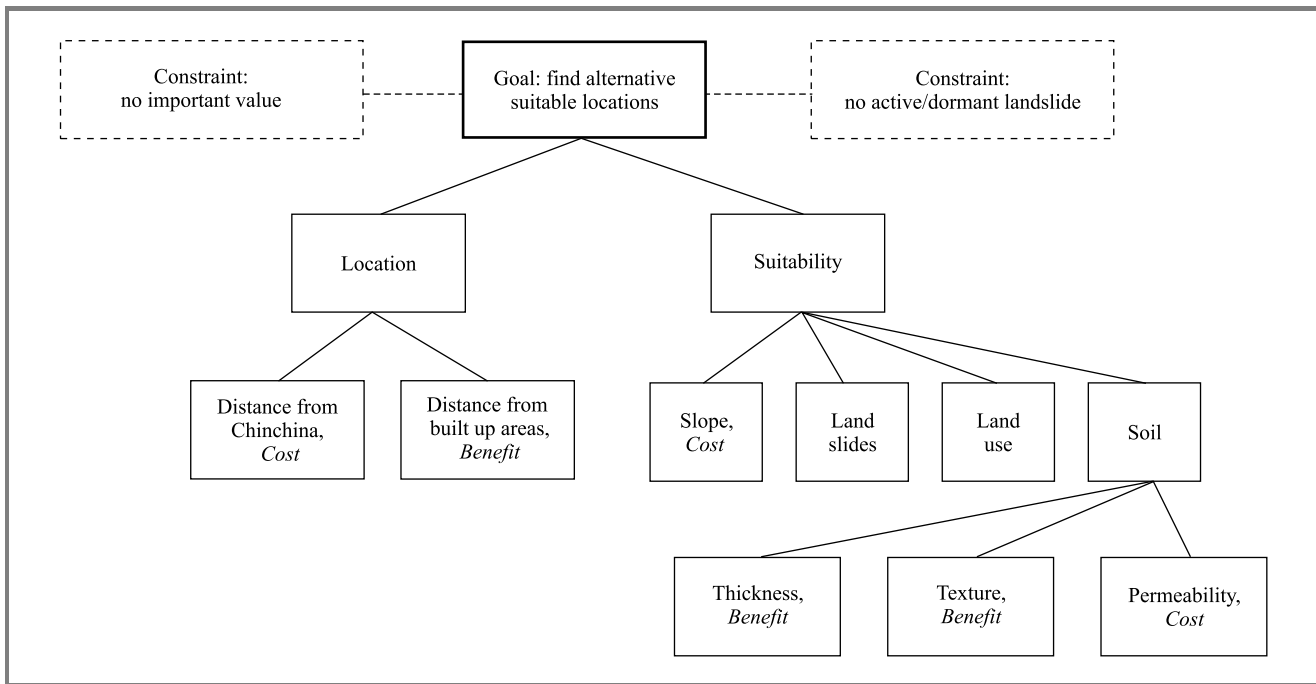 Constraint:
no important value
Goal: find alternative
suitable locations
Constraint:
no active/dormant landslide
Location
Suitability
Distance from
Chinchina,
Cost
Distance from
built up areas,
Benefit
Slope,
Cost
Land
slides
Land
use
Soil
Thickness,
Benefit
Texture,
Benefit
Permeability,
Cost